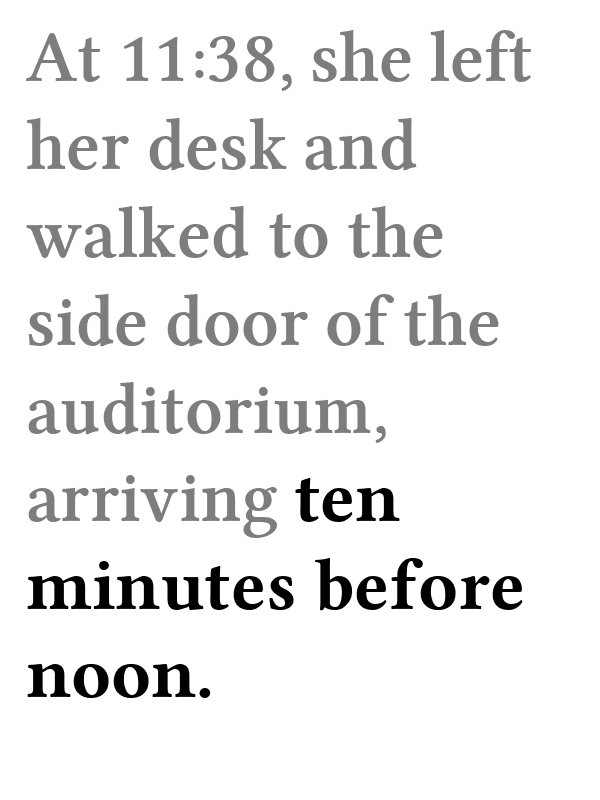 At 11:38, she left
her desk and
walked to the
side door of the
auditorium,
arriving ten
minutes before
noon.